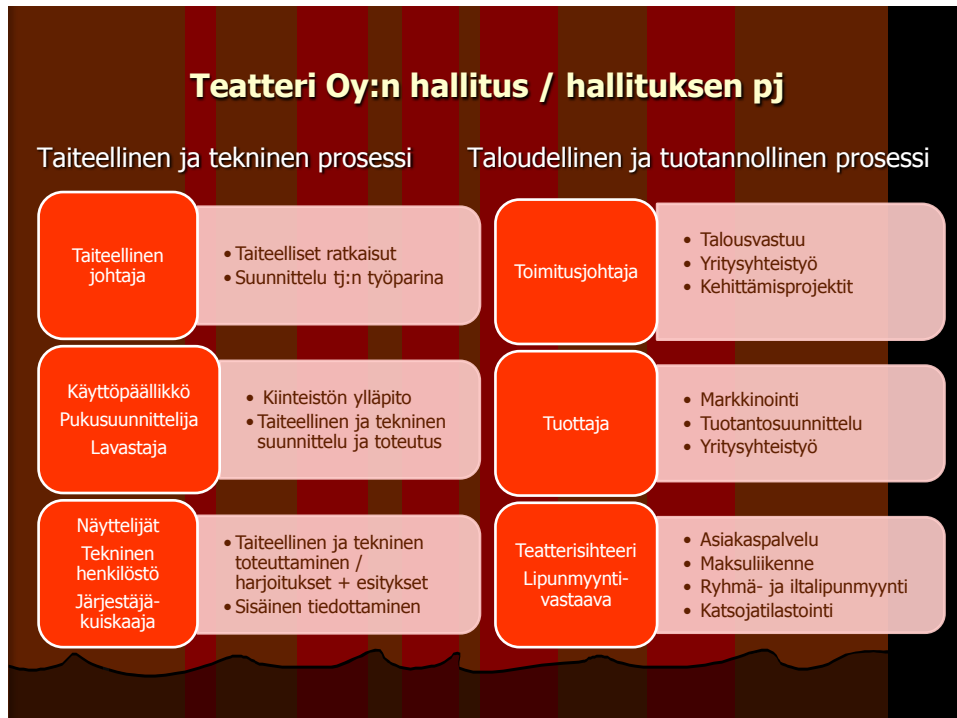 Teatteri Oy:n hallitus / hallituksen pj
Taiteellinen ja tekninen prosessi
Taiteellinen
johtaja
• Taiteelliset ratkaisut
• Suunnittelu tj:n työparina
Käyttöpäällikkö
Pukusuunnittelija
Lavastaja
• Kiinteistön ylläpito
• Taiteellinen ja tekninen
suunnittelu ja toteutus
Näyttelijät
Tekninen
henkilöstö
Järjestäjä-
kuiskaaja
• Taiteellinen ja tekninen
toteuttaminen /
harjoitukset + esitykset
• Sisäinen tiedottaminen
Taloudellinen ja tuotannollinen prosessi
Toimitusjohtaja
• Talousvastuu
• Yritysyhteistyö
• Kehittämisprojektit
Tuottaja
• Markkinointi
• Tuotantosuunnittelu
• Yritysyhteistyö
Teatterisihteeri
Lipunmyynti-
vastaava
• Asiakaspalvelu
• Maksuliikenne
• Ryhmä- ja iltalipunmyynti
• Katsojatilastointi